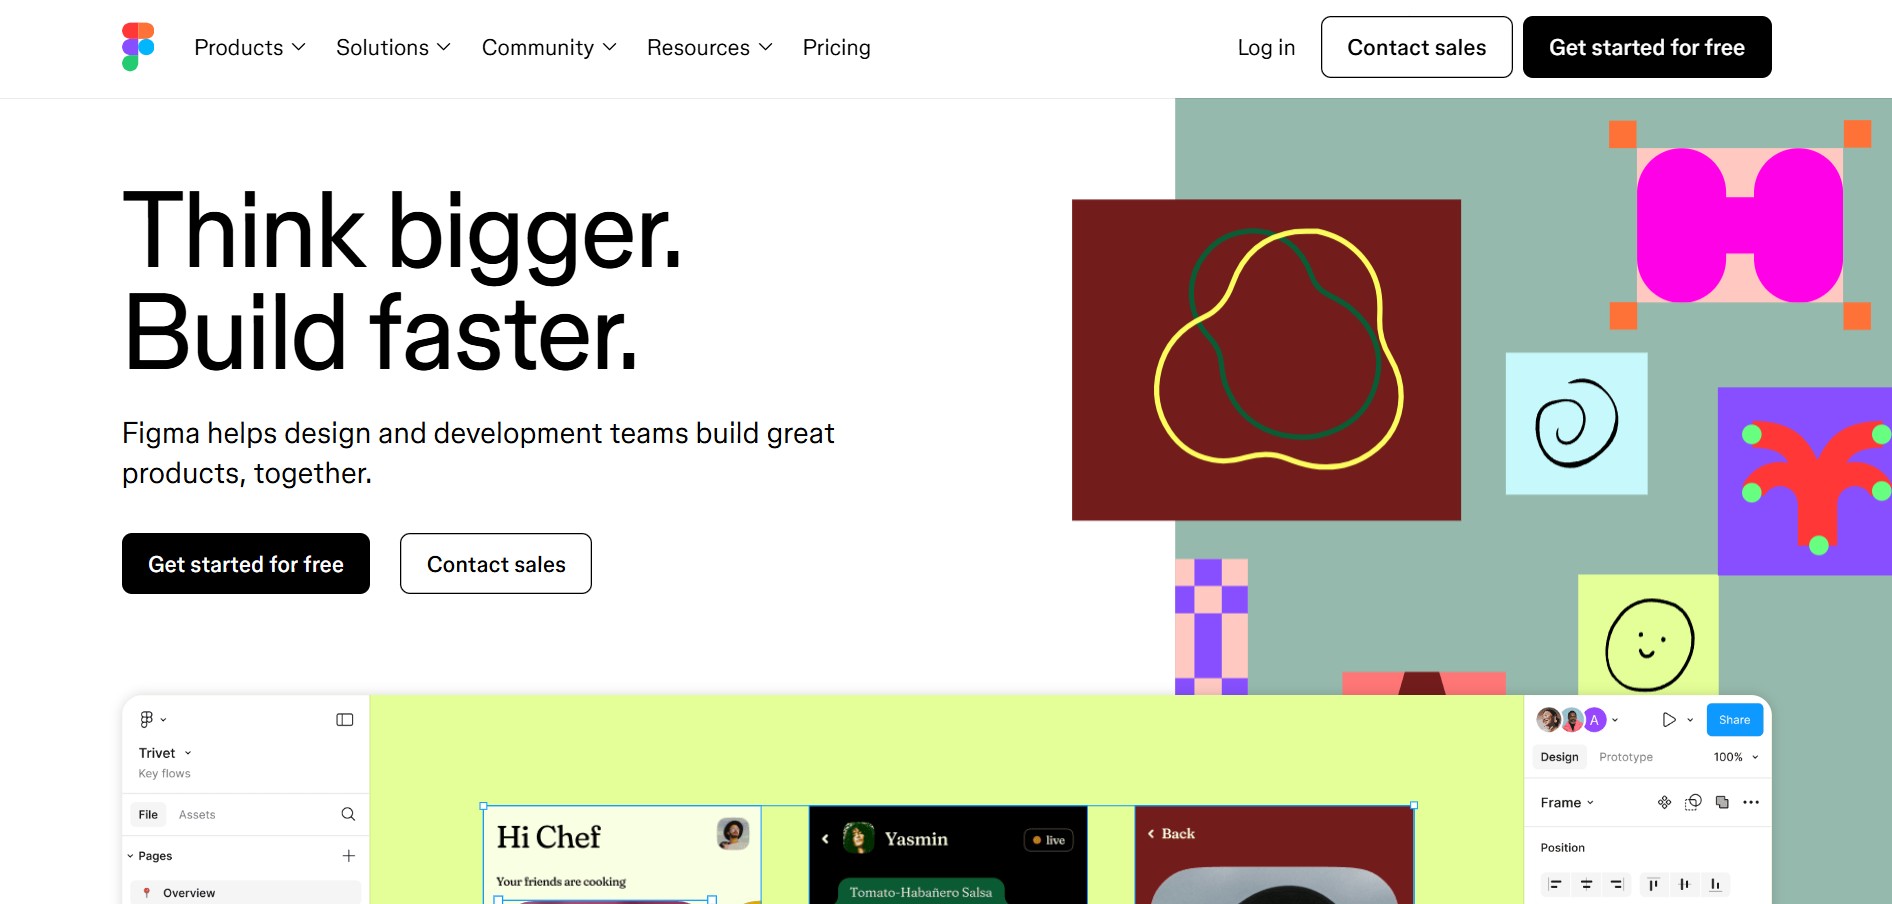 Products
Solutions
Community
Resources
Pricing
Log in
Contact sales
Get started for free
Think bigger.
Build faster.
Figma helps design and development teams build great
products, together.
Get started for free
Contact sales
Trivet
Key flows
File
Assets
Pages
Overview
Hi Chef
Your friends are cooking
Yasmin
live
Tomato-Habañero Salsa
Back
A
Share
Design
Prototype
100%
Frame
Position